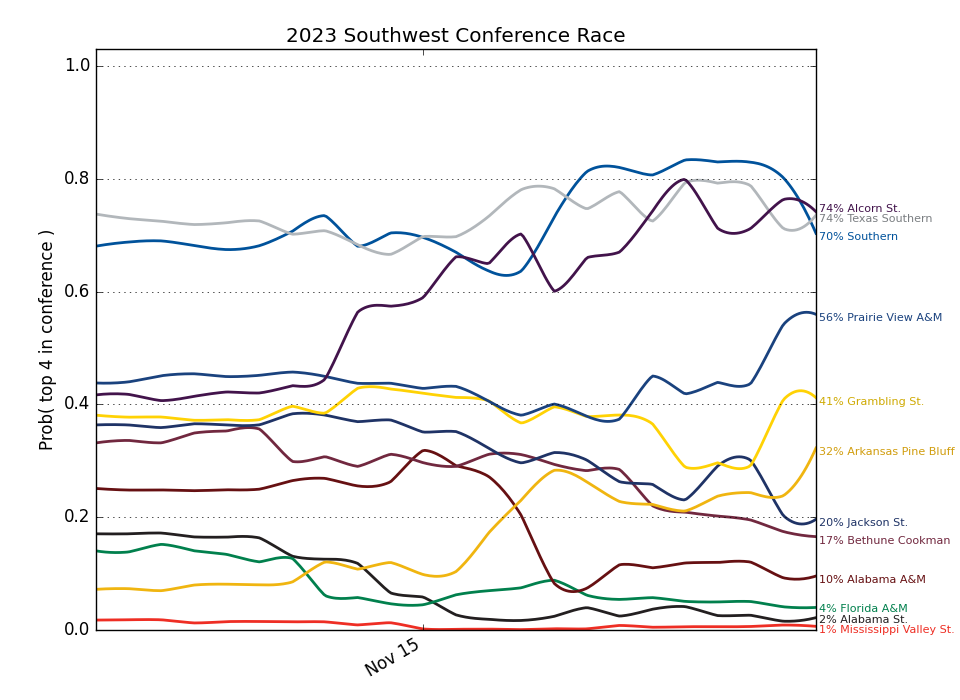 2023 Southwest Conference Race
Prob( top 4 in conference )
1.0
0.8
0.6
0.4
0.2
0.0
Nov 15
74% Alcorn St.
74% Texas Southern
70% Southern
56% Prairie View A&M
41% Grambling St.
32% Arkansas Pine Bluff
20% Jackson St.
17% Bethune Cookman
10% Alabama A&M
4% Florida A&M
2% Alabama St.
1% Mississippi Valley St.